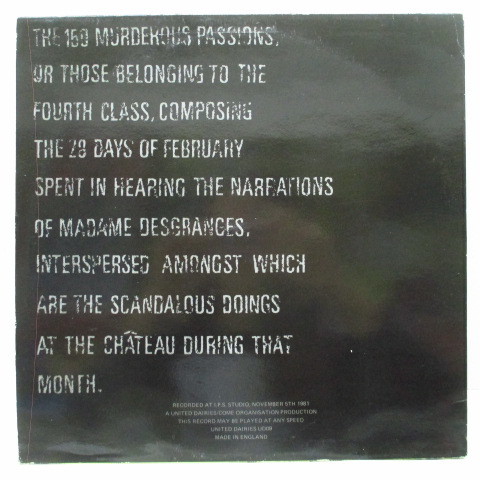 THE 150 MURDEROUS PASSIONS,
OR THOSE BELONGING TO THE
FOURTH CLASS, COMPOSING
THE 28 DAYS OF FEBRUARY
SPENT IN HEARING THE NARRATIONS
OF MADAME DESGRANGES,
INTERSPERSED AMONGST WHICH
ARE THE SCANDALOUS DOINGS
AT THE CHÂTEAU DURING THAT
MONTH.
RECORDED AT I.P.S. STUDIO, NOVEMBER 5TH 1981
A UNITED DAIRIES/COME ORGANISATION PRODUCTION
THIS RECORD MAY BE PLAYED AT ANY SPEED
UNITED DAIRIES
MADE IN ENGLAND